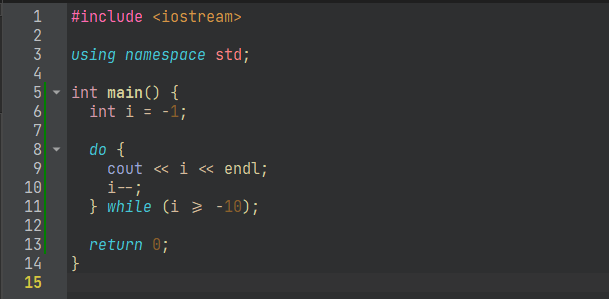 1 #include <iostream>
2
3 using namespace std;
4
5 int main() {
6   int i = -1;
7
8   do {
9     cout << i << endl;
10     i--;
11   } while (i >= -10);
12
13   return 0;
14 }
15